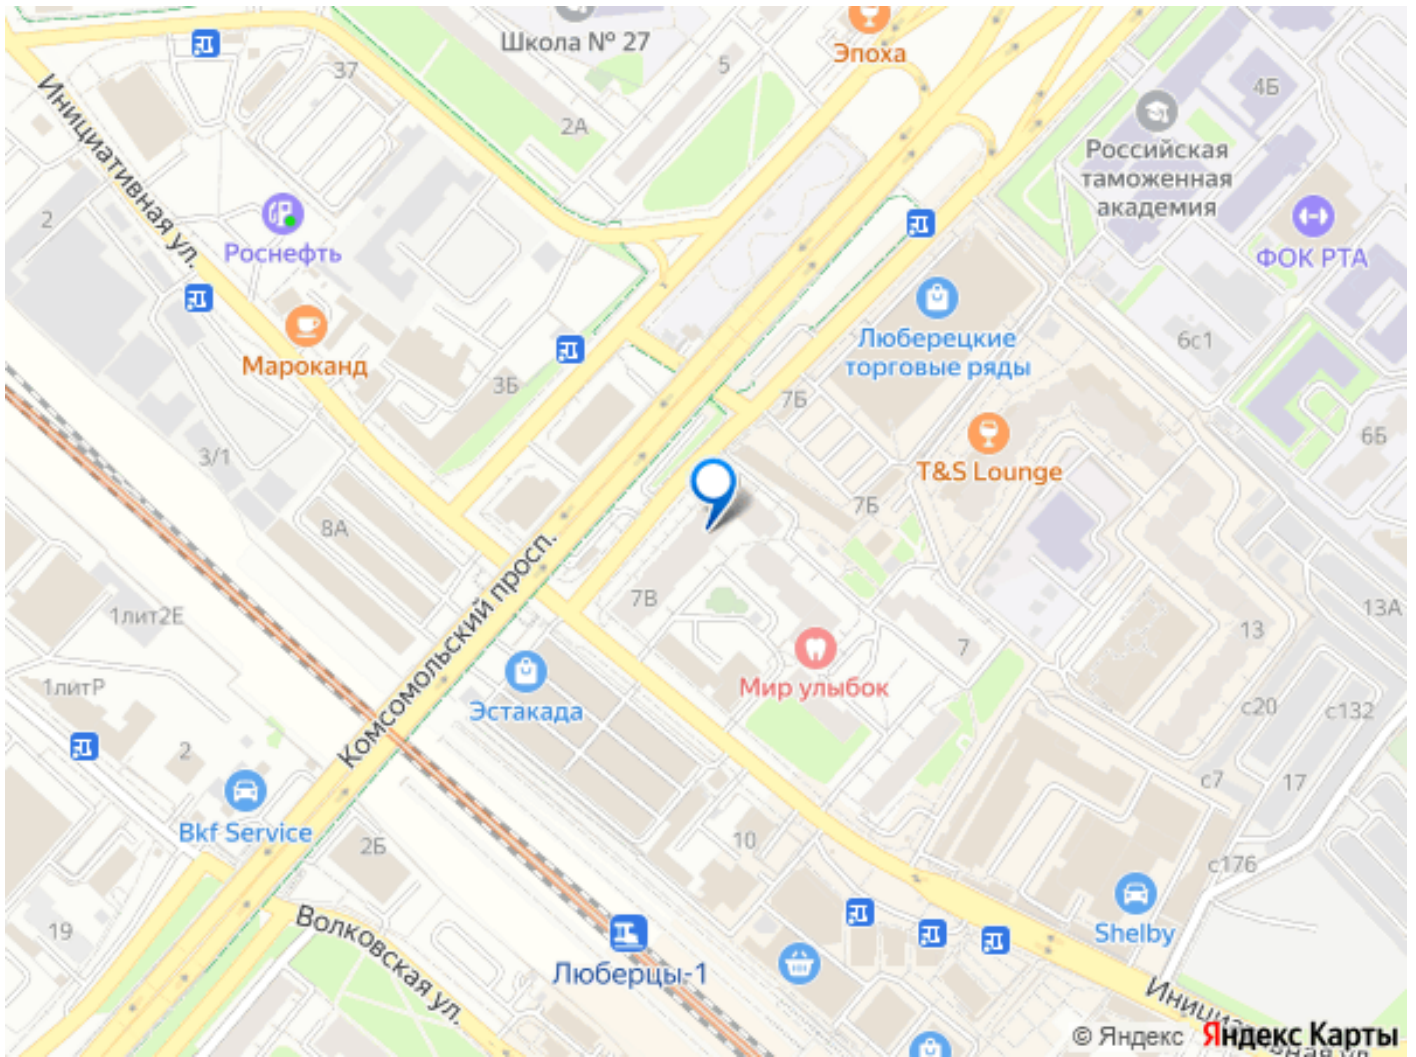 Школа № 27
Эпоха
5
37
2А
4Б
Российская
таможенная
академия
Инициативная ул.
2
Роснефть
ФОК РТА
Люберецкие
торговые ряды
6с1
Мароканд
3Б
7Б
6Б
3/1
T&S Lounge
7Б
8А
Комсомольский просп.
7В
1лит2Е
13А
13
7
Мир улыбок
1литР
Эстакада
с20
с132
2
с7
17
Bkf Service
2Б
10
с176
19
Волковская ул.
Shelby
Люберцы-1
Инициативная ул.
© Яндекс Яндекс Карты